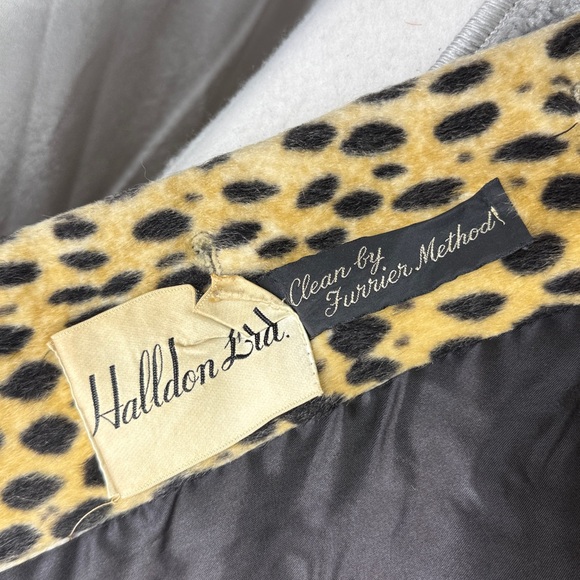 Halldon Ltd.
Clean by
Furrier Method